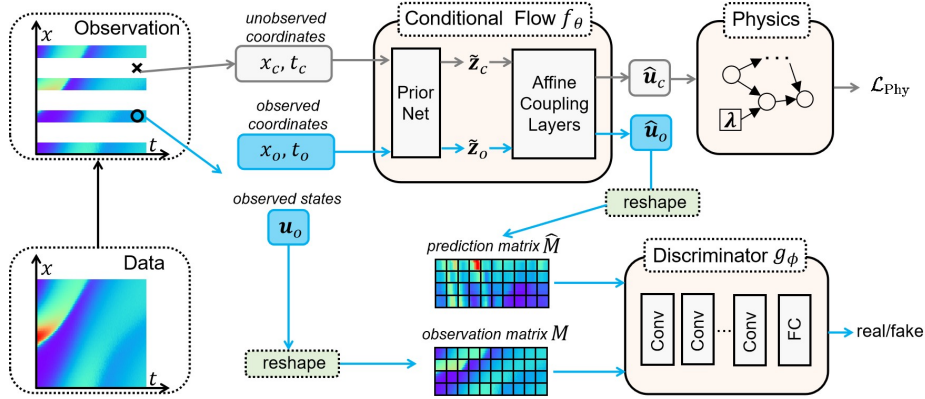 Observation
x
t
Data
x
t
unobserved
coordinates
x_c, t_c
observed
coordinates
x_o, t_o
observed states
u_o
reshape
Conditional Flow f_θ
Prior
Net
z̃_c
z̃_o
Affine
Coupling
Layers
û_c
û_o
reshape
Physics
...
λ
ℒ_Phy
prediction matrix M̂
observation matrix M
Discriminator g_ϕ
Conv
Conv
...
Conv
FC
real/fake